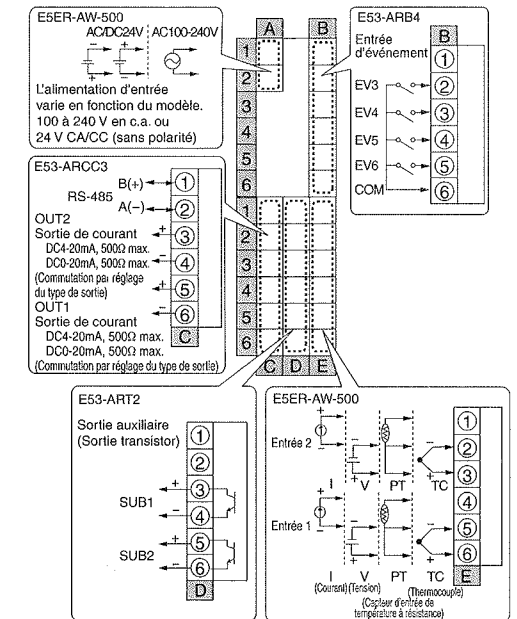 E5ER-AW-500
AC/DC24V AC100-240V
L'alimentation d'entrée
varie en fonction du modèle.
100 à 240 V en c.a. ou
24 V CA/CC (sans polarité)
A
B
1
2
3
4
5
6
1
2
3
4
5
6
C D E
E53-ARB4
Entrée
d'événement
B
1
EV3 2
EV4 3
EV5 4
EV6 5
COM 6
E53-ARCC3
B(+) 1
RS-485
A(−) 2
OUT2
+ 3
Sortie de courant
DC4-20mA, 500Ω max.
− 4
DC0-20mA, 500Ω max.
(Commutation par réglage
du type de sortie)
+ 5
OUT1
− 6
Sortie de courant
C
DC4-20mA, 500Ω max.
DC0-20mA, 500Ω max.
(Commutation par réglage du type de sortie)
E53-ART2
Sortie auxiliaire
(Sortie transistor)
1
2
+ 3
SUB1
− 4
+ 5
SUB2
− 6
D
E5ER-AW-500
+
Entrée 2
−
+
−
+
I V PT TC
+
Entrée 1
−
+
−
+
I V PT TC
(Courant) (Tension) (Thermocouple)
(Capteur d'entrée de
température à résistance)
1
2
3
4
5
6
E